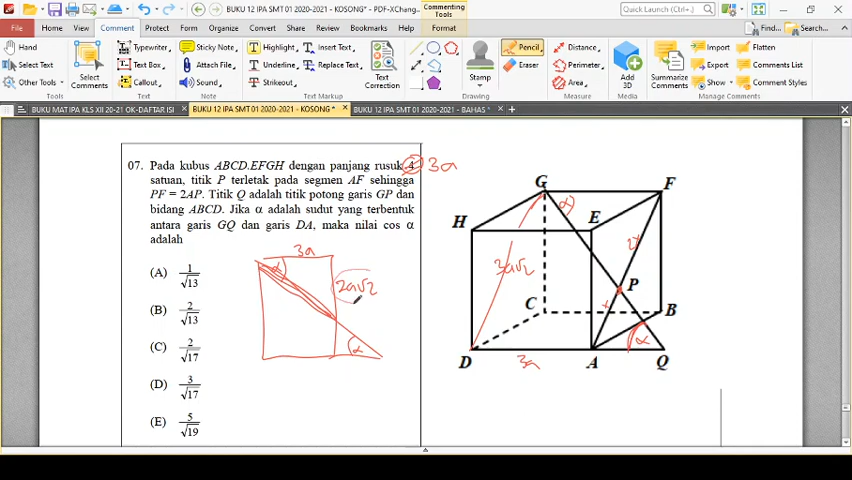 BUKU 12 IPA SMT 01 2020-2021 - KOSONG* - PDF-XChang
Commenting Tools
Quick Launch (Ctrl+.)
File Home View Comment Protect Form Organize Convert Share Review Bookmarks Help Format
Find...
Search...
Hand
Select Text
Other Tools
Select Comments
Typewriter
Text Box
Callout
Sticky Note
Attach File
Sound
Highlight
Underline
Strikeout
Insert Text
Replace Text
Text Correction
Pencil
Eraser
Stamp
Distance
Perimeter
Area
Add 3D
Summarize Comments
Import
Export
Show
Flatten
Comments List
Comment Styles
Tools Comment Drawing Measure Manage Comments
BUKU MAT IPA KLS XII 20-21 OK-DAFTAR ISI
BUKU 12 IPA SMT 01 2020-2021 - KOSONG *
BUKU 12 IPA SMT 01 2020-2021 - BAHAS *
07. Pada kubus ABCD.EFGH dengan panjang rusuk 4 3a
satuan, titik P terletak pada segmen AF sehingga
PF = 2AP. Titik Q adalah titik potong garis GP dan
bidang ABCD. Jika α adalah sudut yang terbentuk
antara garis GQ dan garis DA, maka nilai cos α
adalah
(A) 1/√13
(B) 2/√13
(C) 2/√17
(D) 3/√17
(E) 5/√19
3a
α
2a√2
α
G F
α
H E
2x
3a√2
P
C x B
α
D 3a A Q